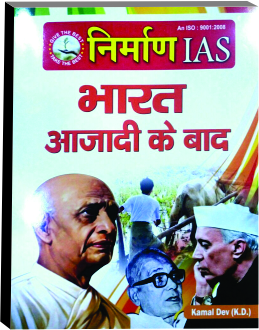 An ISO : 9001:2008
GIVE THE BEST
TAKE THE BEST
निर्माण IAS
भारत
आजादी के बाद
Kamal Dev (K.D.)